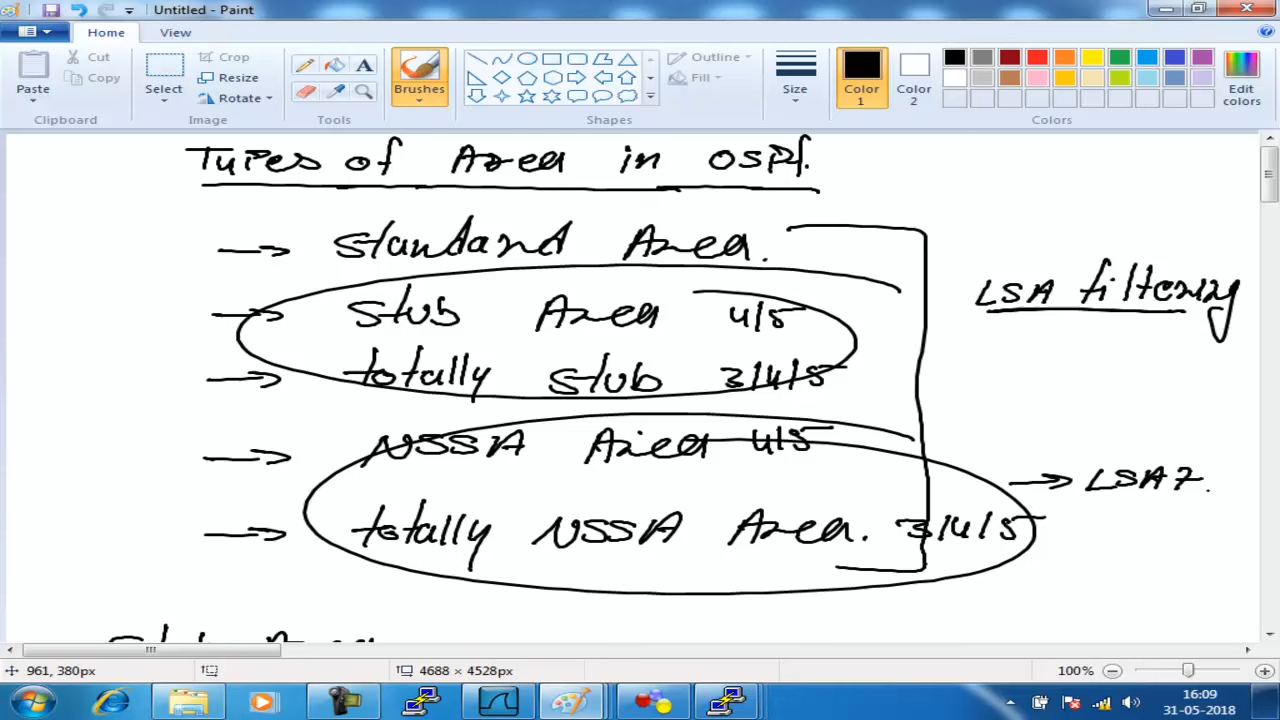 Untitled - Paint
Home View
Paste
Cut
Copy
Clipboard
Select
Crop
Resize
Rotate
Image
A
Tools
Brushes
Shapes
Outline
Fill
Size
Color 1
Color 2
Edit colors
Colors
Types of Area in OSPf.
→ Standard Area.
→ Stub Area 4/5
→ totally Stub 3/4/5
→ NSSA Area 4/5
→ totally NSSA Area. 3/4/5
LSA filtering
→ LSA 7.
Stub Area
961, 380px
4688 × 4528px
100%
16:09
31-05-2018